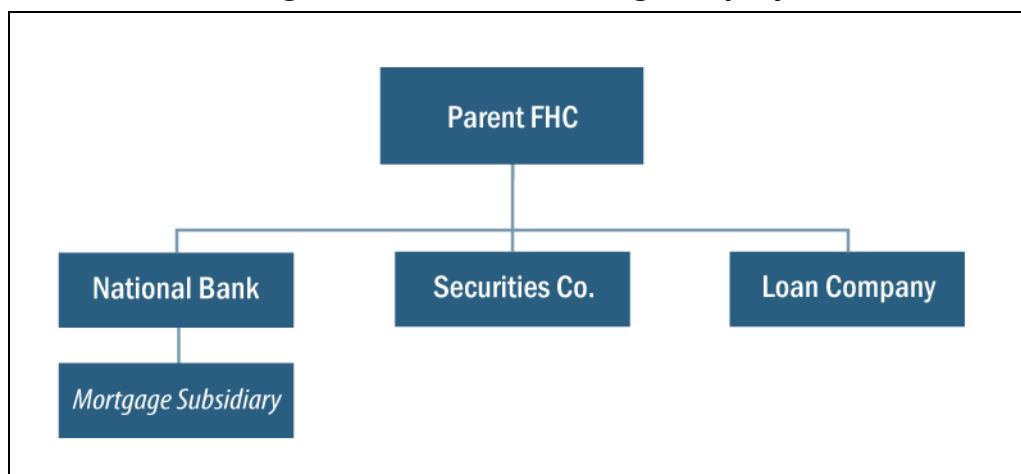 Parent FHC
National Bank
Securities Co.
Loan Company
Mortgage Subsidiary